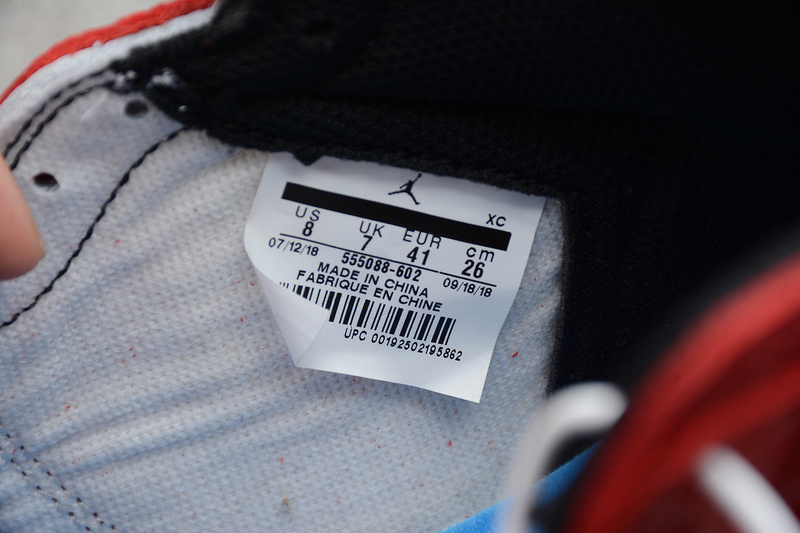 XC
US UK EUR cm
8 7 41 26
07/12/18 555088-602 09/18/18
MADE IN CHINA
FABRIQUE EN CHINE
UPC 00192502195862